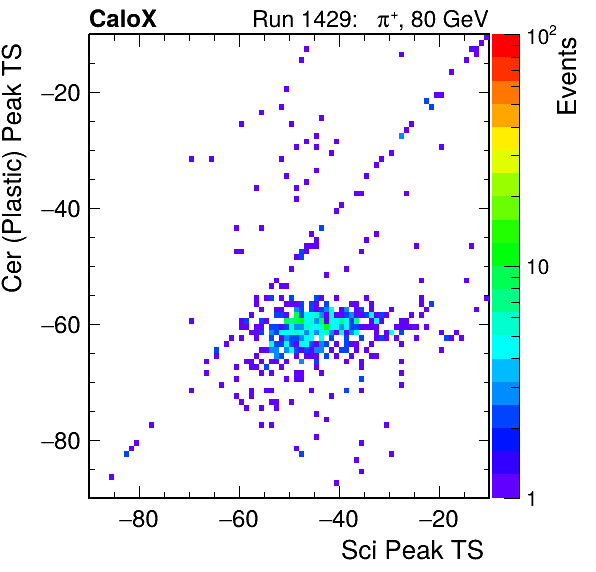 CaloX
Run 1429: π⁺, 80 GeV
Cer (Plastic) Peak TS
−20
−40
−60
−80
−80
−60
−40
−20
Sci Peak TS
10²
10
1
Events